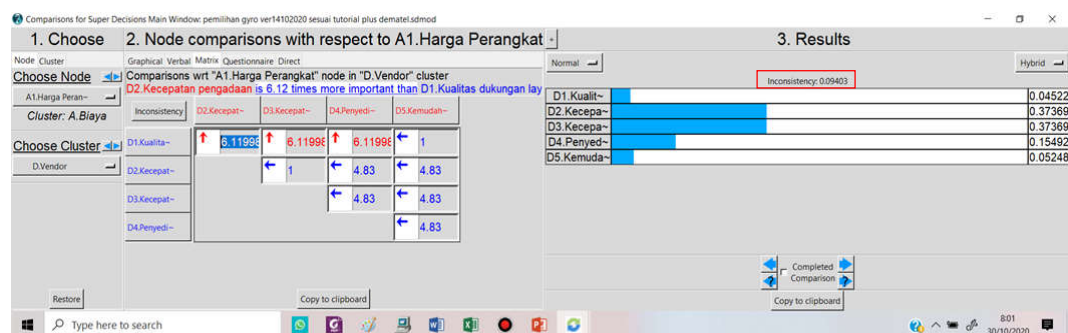 Comparisons for Super Decisions Main Window: pemilihan gyro ver14102020 sesuai tutorial plus dematel.sdmod
1. Choose
2. Node comparisons with respect to A1.Harga Perangkat
+
3. Results
Node Cluster
Graphical Verbal Matrix Questionnaire Direct
Normal
Hybrid
Choose Node
Comparisons wrt "A1.Harga Perangkat" node in "D.Vendor" cluster
D2.Kecepatan pengadaan is 6.12 times more important than D1.Kualitas dukungan lay
Inconsistency: 0.09403
A1.Harga Peran~
Cluster: A.Biaya
Inconsistency D2.Kecepat~ D3.Kecepat~ D4.Penyedi~ D5.Kemudah~
D1.Kualit~ 0.04522
D2.Kecepa~ 0.37369
D3.Kecepa~ 0.37369
D4.Penyed~ 0.15492
D5.Kemuda~ 0.05248
Choose Cluster
D.Vendor
D1.Kualita~ 6.11998 6.11998 6.11998 1
D2.Kecepat~ 1 4.83 4.83
D3.Kecepat~ 4.83 4.83
D4.Penyedi~ 4.83
Completed
Comparison
Restore
Copy to clipboard
Copy to clipboard
Type here to search
8:01
30/10/2020